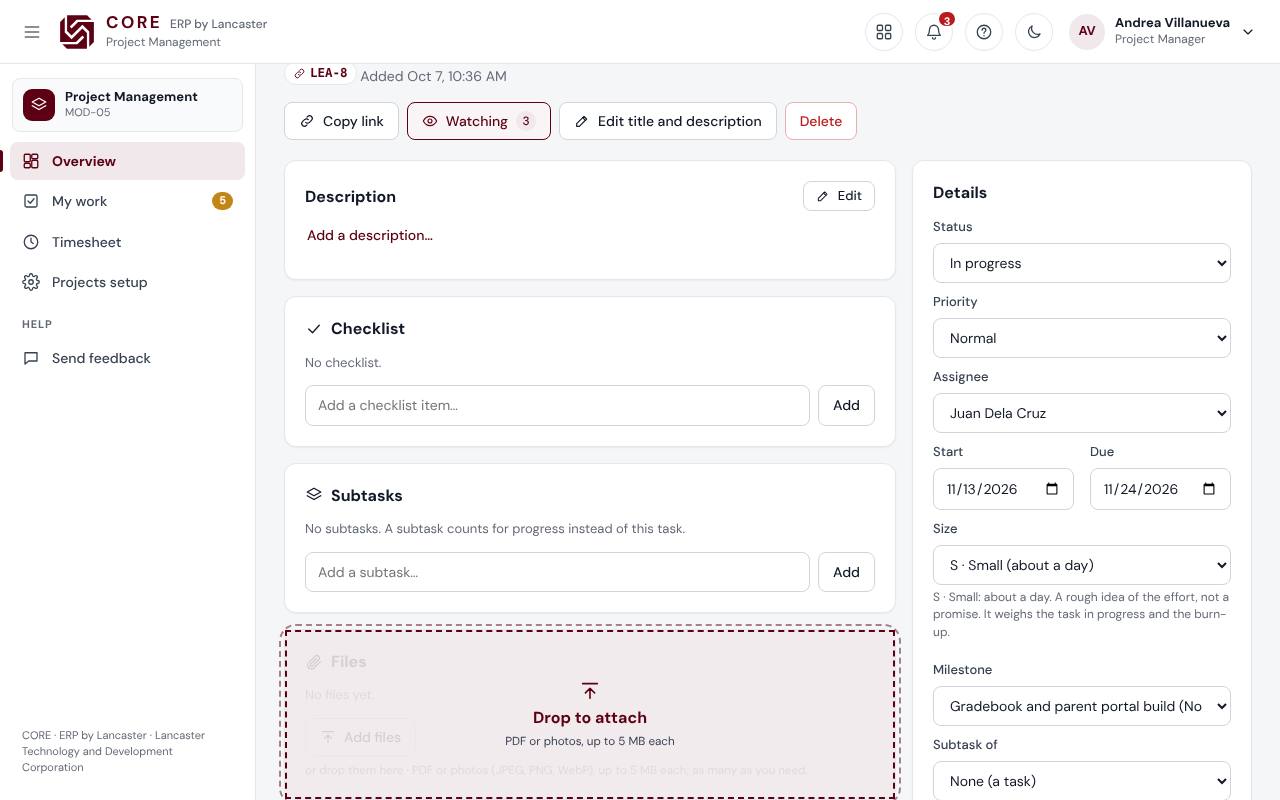 CORE ERP by Lancaster
Project Management
3
AV
Andrea Villanueva
Project Manager
Project Management
MOD-05
Overview
My work
5
Timesheet
Projects setup
HELP
Send feedback
CORE · ERP by Lancaster · Lancaster
Technology and Development
Corporation
LEA-8 Added Oct 7, 10:36 AM
Copy link
Watching 3
Edit title and description
Delete
Description
Edit
Add a description…
Checklist
No checklist.
Add a checklist item…
Add
Subtasks
No subtasks. A subtask counts for progress instead of this task.
Add a subtask…
Add
Files
No files yet.
Drop to attach
PDF or photos, up to 5 MB each
Add files
or drop them here · PDF or photos (JPEG, PNG, WebP), up to 5 MB each; as many as you need.
Details
Status
In progress
Priority
Normal
Assignee
Juan Dela Cruz
Start
Due
11/13/2026
11/24/2026
Size
S · Small (about a day)
S · Small: about a day. A rough idea of the effort, not a
promise. It weighs the task in progress and the burn-
up.
Milestone
Gradebook and parent portal build (No
Subtask of
None (a task)